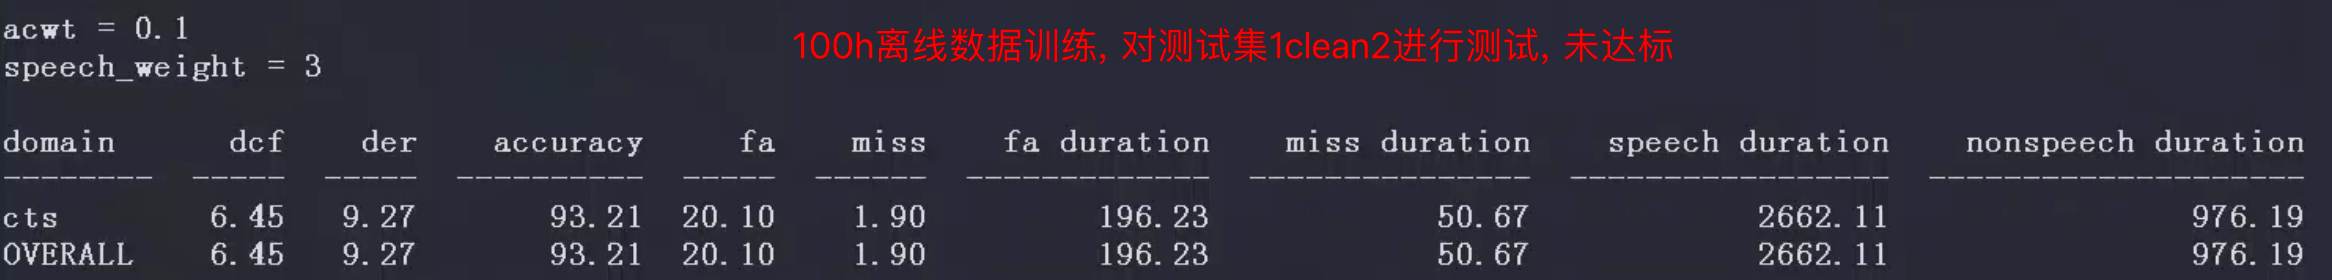 acwt = 0.1
100h离线数据训练, 对测试集1clean2进行测试, 未达标
speech_weight = 3
domain dcf der accuracy fa miss fa duration miss duration speech duration nonspeech duration
-------- ----- ----- ---------- ----- ------ ------------- --------------- ----------------- --------------------
cts 6.45 9.27 93.21 20.10 1.90 196.23 50.67 2662.11 976.19
OVERALL 6.45 9.27 93.21 20.10 1.90 196.23 50.67 2662.11 976.19